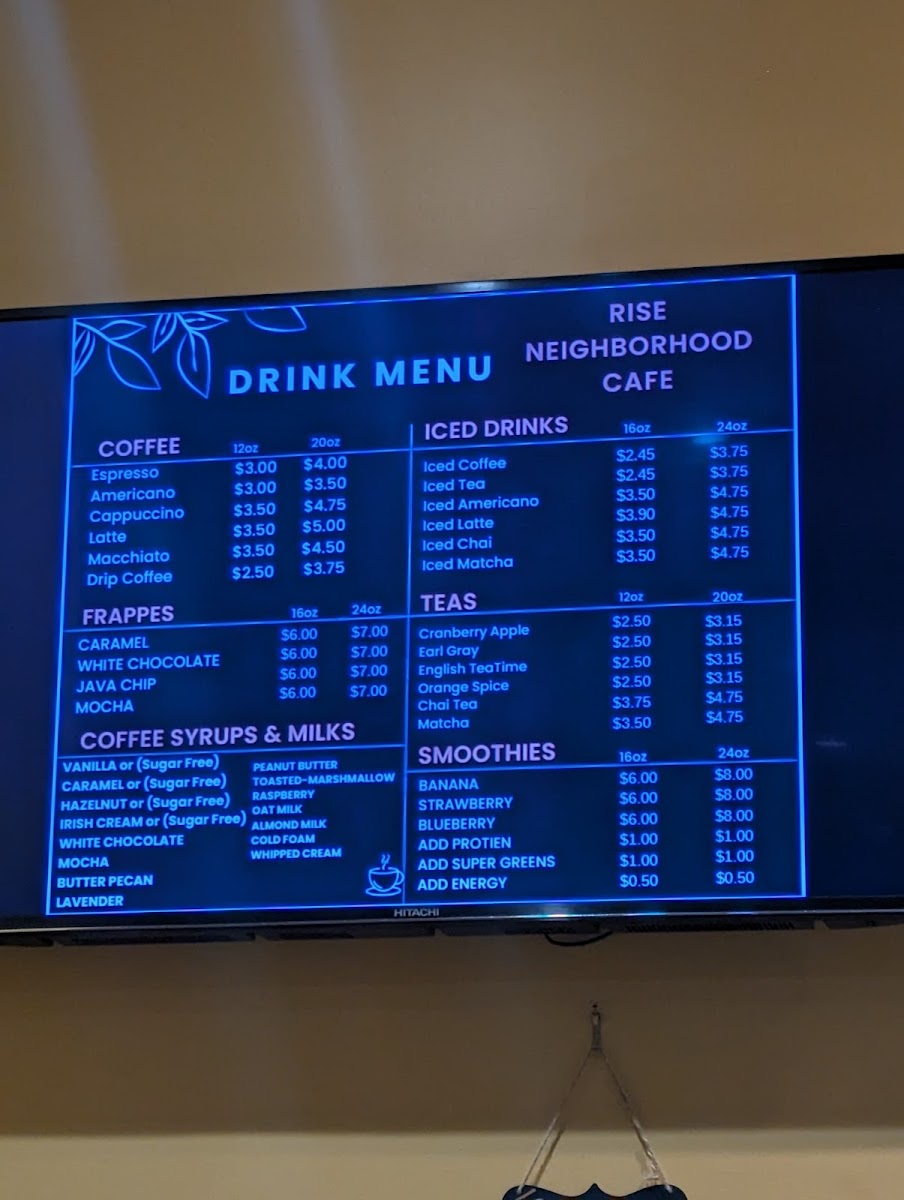 RISE
NEIGHBORHOOD
CAFE
DRINK MENU
COFFEE 12oz 20oz
Espresso $3.00 $4.00
Americano $3.00 $3.50
Cappuccino $3.50 $4.75
Latte $3.50 $5.00
Macchiato $3.50 $4.50
Drip Coffee $2.50 $3.75
FRAPPES 16oz 24oz
CARAMEL $6.00 $7.00
WHITE CHOCOLATE $6.00 $7.00
JAVA CHIP $6.00 $7.00
MOCHA $6.00 $7.00
COFFEE SYRUPS & MILKS
VANILLA or (Sugar Free)
CARAMEL or (Sugar Free)
HAZELNUT or (Sugar Free)
IRISH CREAM or (Sugar Free)
WHITE CHOCOLATE
MOCHA
BUTTER PECAN
LAVENDER
PEANUT BUTTER
TOASTED-MARSHMALLOW
RASPBERRY
OAT MILK
ALMOND MILK
COLD FOAM
WHIPPED CREAM
ICED DRINKS 16oz 24oz
Iced Coffee $2.45 $3.75
Iced Tea $2.45 $3.75
Iced Americano $3.50 $4.75
Iced Latte $3.90 $4.75
Iced Chai $3.50 $4.75
Iced Matcha $3.50 $4.75
TEAS 12oz 20oz
Cranberry Apple $2.50 $3.15
Earl Gray $2.50 $3.15
English TeaTime $2.50 $3.15
Orange Spice $2.50 $3.15
Chai Tea $3.75 $4.75
Matcha $3.50 $4.75
SMOOTHIES 16oz 24oz
BANANA $6.00 $8.00
STRAWBERRY $6.00 $8.00
BLUEBERRY $6.00 $8.00
ADD PROTIEN $1.00 $1.00
ADD SUPER GREENS $1.00 $1.00
ADD ENERGY $0.50 $0.50
HITACHI